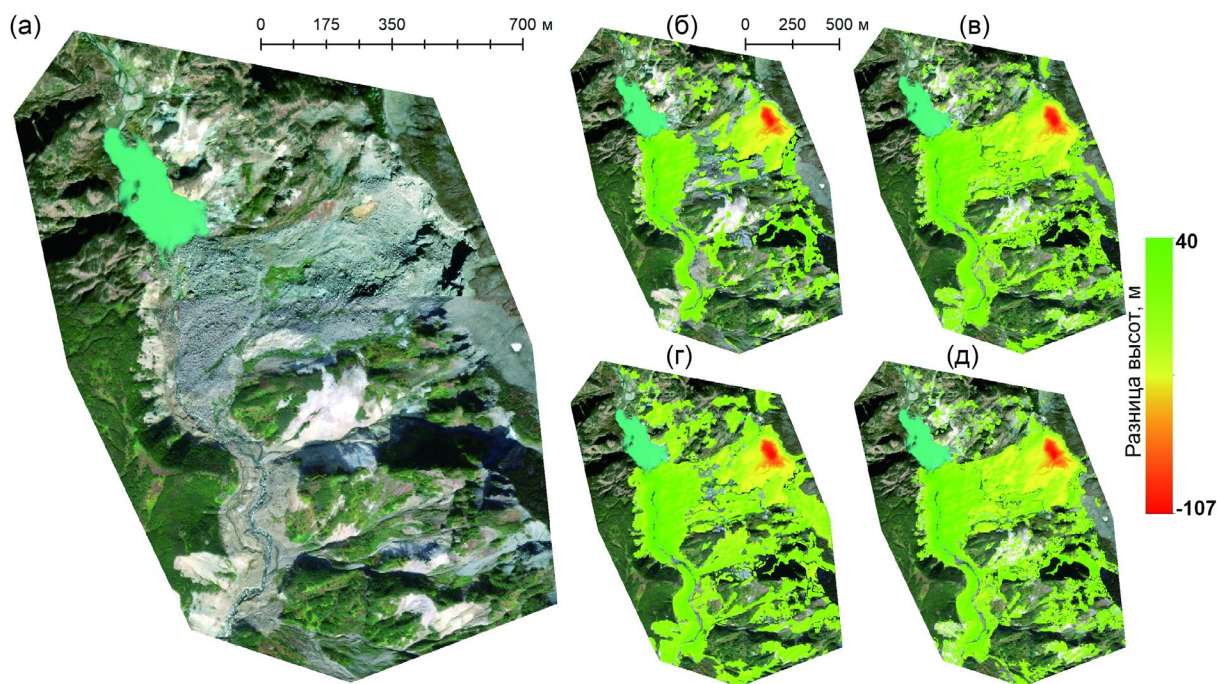 (а)
0 175 350 700 м
(б)
0 250 500 м
(в)
(г)
(д)
40
Разница высот, м
-107